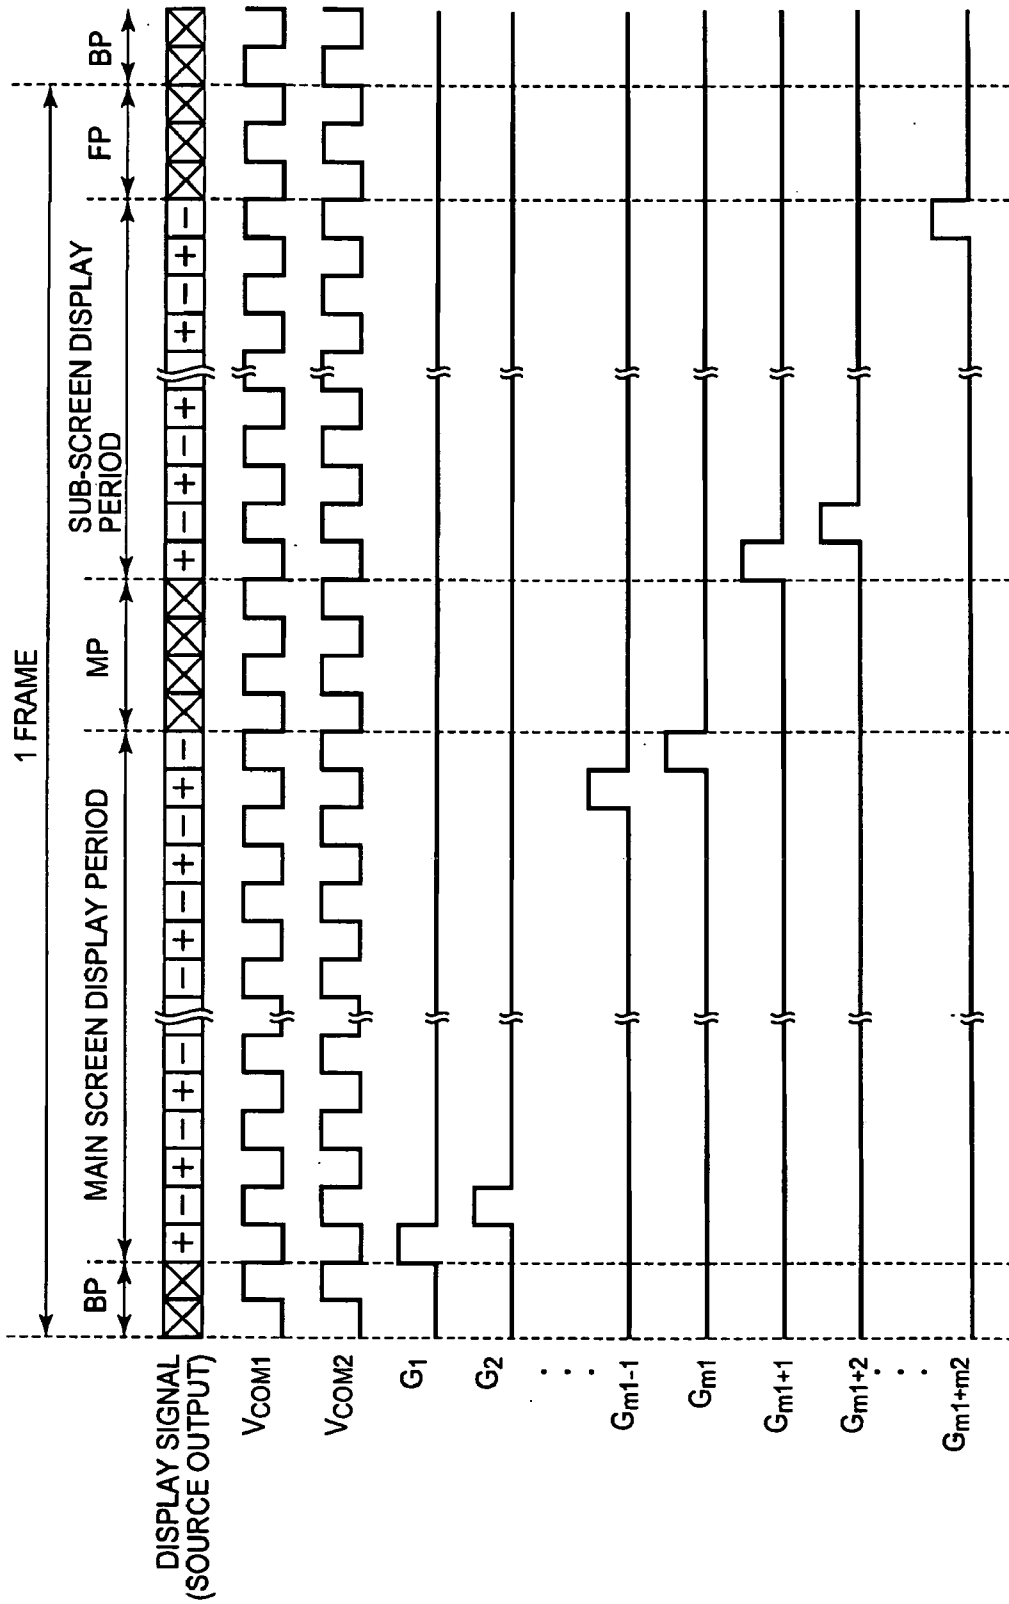 1 FRAME
BP MAIN SCREEN DISPLAY PERIOD MP SUB-SCREEN DISPLAY PERIOD FP BP
DISPLAY SIGNAL
(SOURCE OUTPUT)
+ − + − + − − + − + − + − + − + − + + − + −
VCOM1
VCOM2
G1
G2
...
Gm1-1
Gm1
Gm1+1
Gm1+2
...
Gm1+m2